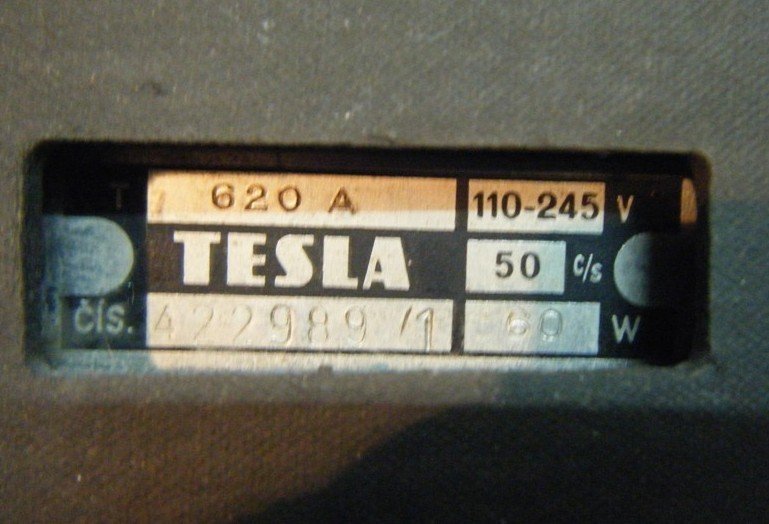 T 620 A 110-245 V
TESLA 50 c/s
ČÍS. 422989/1 60 W